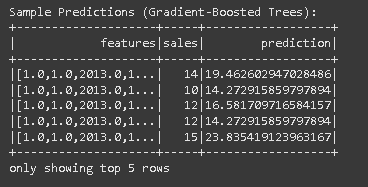 Sample Predictions (Gradient-Boosted Trees):
+--------------------+-----+------------------+
|            features|sales|        prediction|
+--------------------+-----+------------------+
|[1.0,1.0,2013.0,1...|   14|19.462602947028486|
|[1.0,1.0,2013.0,1...|   10|14.272915859797894|
|[1.0,1.0,2013.0,1...|   12|16.581709716584157|
|[1.0,1.0,2013.0,1...|   12|14.272915859797894|
|[1.0,1.0,2013.0,1...|   15|23.835419123963167|
+--------------------+-----+------------------+
only showing top 5 rows